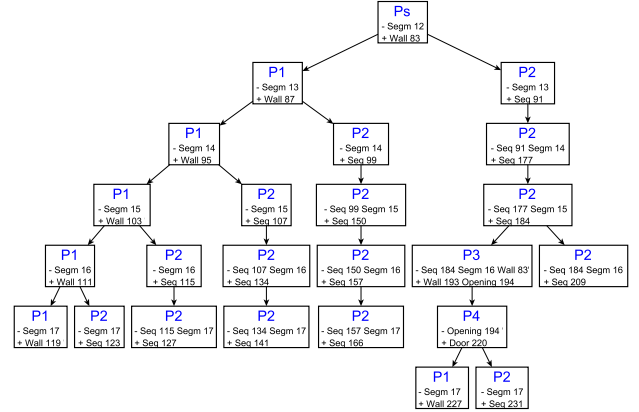 Ps
- Segm 12
+ Wall 83
P1
- Segm 13
+ Wall 87
P2
- Segm 13
+ Seq 91
P1
- Segm 14
+ Wall 95
P2
- Segm 14
+ Seq 99
P2
- Seq 91 Segm 14
+ Seq 177
P1
- Segm 15
+ Wall 103
P2
- Segm 15
+ Seq 107
P2
- Seq 99 Segm 15
+ Seq 150
P2
- Seq 177 Segm 15
+ Seq 184
P1
- Segm 16
+ Wall 111
P2
- Segm 16
+ Seq 115
P2
- Seq 107 Segm 16
+ Seq 134
P2
- Seq 150 Segm 16
+ Seq 157
P3
- Seq 184 Segm 16 Wall 83'
+ Wall 193 Opening 194
P2
- Seq 184 Segm 16
+ Seq 209
P1
- Segm 17
+ Wall 119
P2
- Segm 17
+ Seq 123
P2
- Seq 115 Segm 17
+ Seq 127
P2
- Seq 134 Segm 17
+ Seq 141
P2
- Seq 157 Segm 17
+ Seq 166
P4
- Opening 194 '
+ Door 220
P1
- Segm 17
+ Wall 227
P2
- Segm 17
+ Seq 231